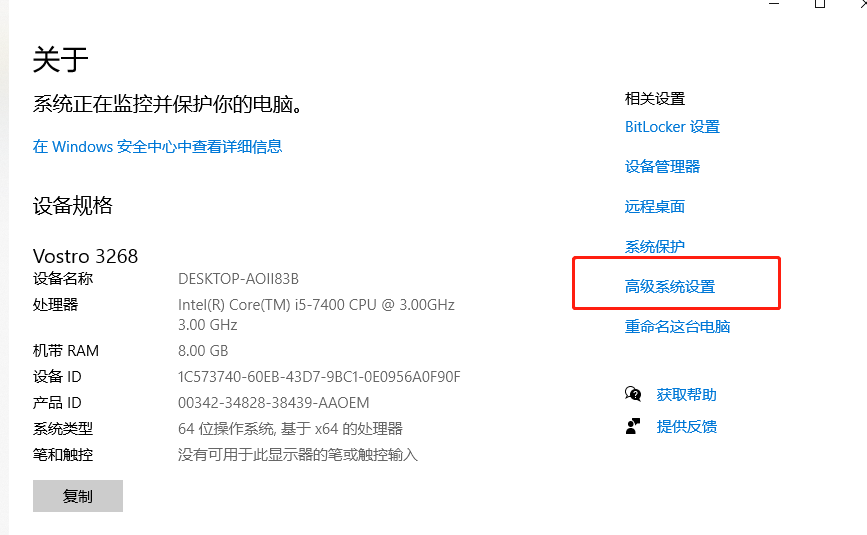 关于
系统正在监控并保护你的电脑。
在 Windows 安全中心中查看详细信息
设备规格
Vostro 3268
设备名称 DESKTOP-AOII83B
处理器 Intel(R) Core(TM) i5-7400 CPU @ 3.00GHz
3.00 GHz
机带 RAM 8.00 GB
设备 ID 1C573740-60EB-43D7-9BC1-0E0956A0F90F
产品 ID 00342-34828-38439-AAOEM
系统类型 64 位操作系统, 基于 x64 的处理器
笔和触控 没有可用于此显示器的笔或触控输入
复制
相关设置
BitLocker 设置
设备管理器
远程桌面
系统保护
高级系统设置
重命名这台电脑
获取帮助
提供反馈